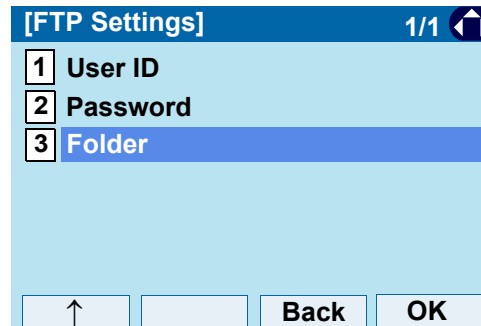 [FTP Settings] 1/1
1 User ID
2 Password
3 Folder
↑ Back OK